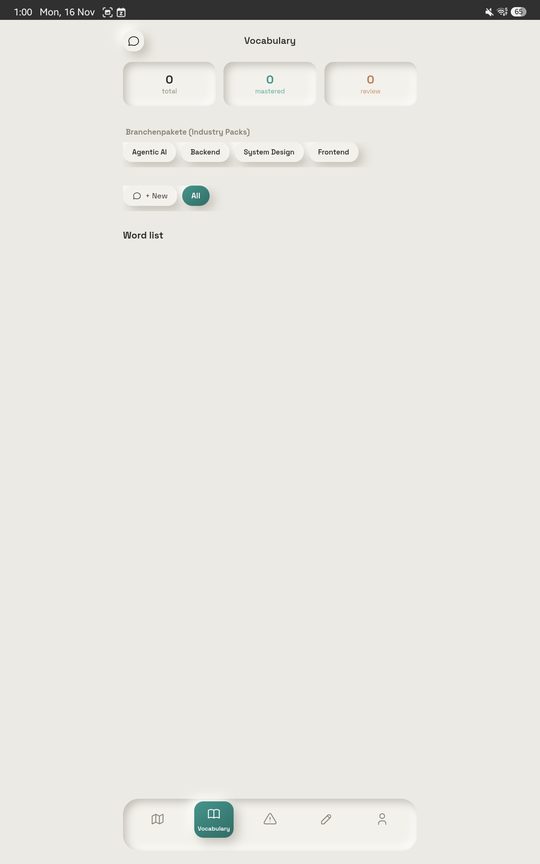 1:00 Mon, 16 Nov 65
Vocabulary
0 0 0
total mastered review
Branchenpakete (Industry Packs)
Agentic AI Backend System Design Frontend
+ New All
Word list
Vocabulary